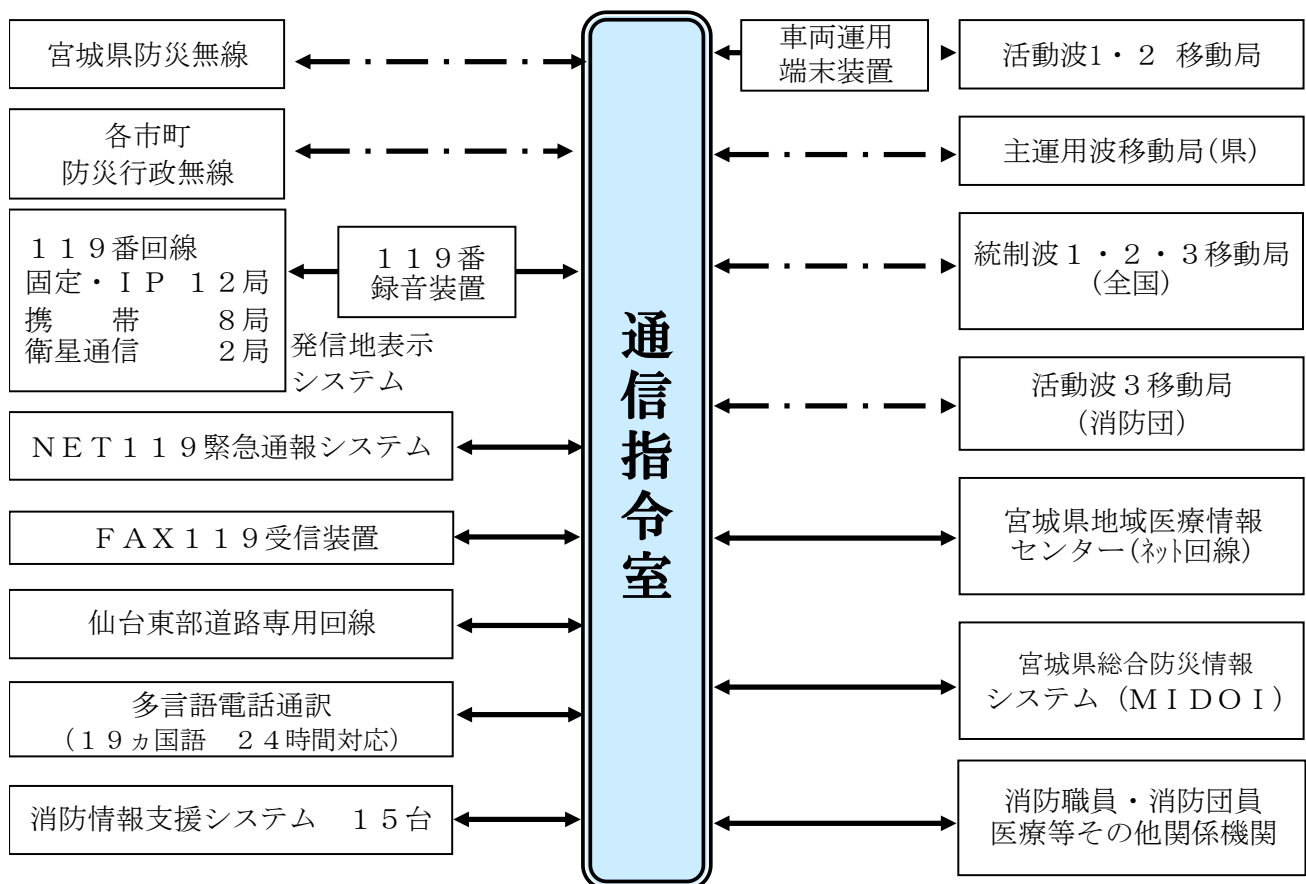 宮城県防災無線
各市町
防災行政無線
１１９番回線
固定・ＩＰ １２局
携　　帯　　８局
衛星通信　　２局
発信地表示
システム
１１９番
録音装置
ＮＥＴ１１９緊急通報システム
ＦＡＸ１１９受信装置
仙台東部道路専用回線
多言語電話通訳
（１９ヵ国語　２４時間対応）
消防情報支援システム　１５台
通信指令室
車両運用
端末装置
活動波1・２ 移動局
主運用波移動局(県)
統制波１・２・３移動局
(全国)
活動波３移動局
(消防団)
宮城県地域医療情報
センター(ﾈｯﾄ回線)
宮城県総合防災情報
システム（ＭＩＤＯＩ）
消防職員・消防団員
医療等その他関係機関